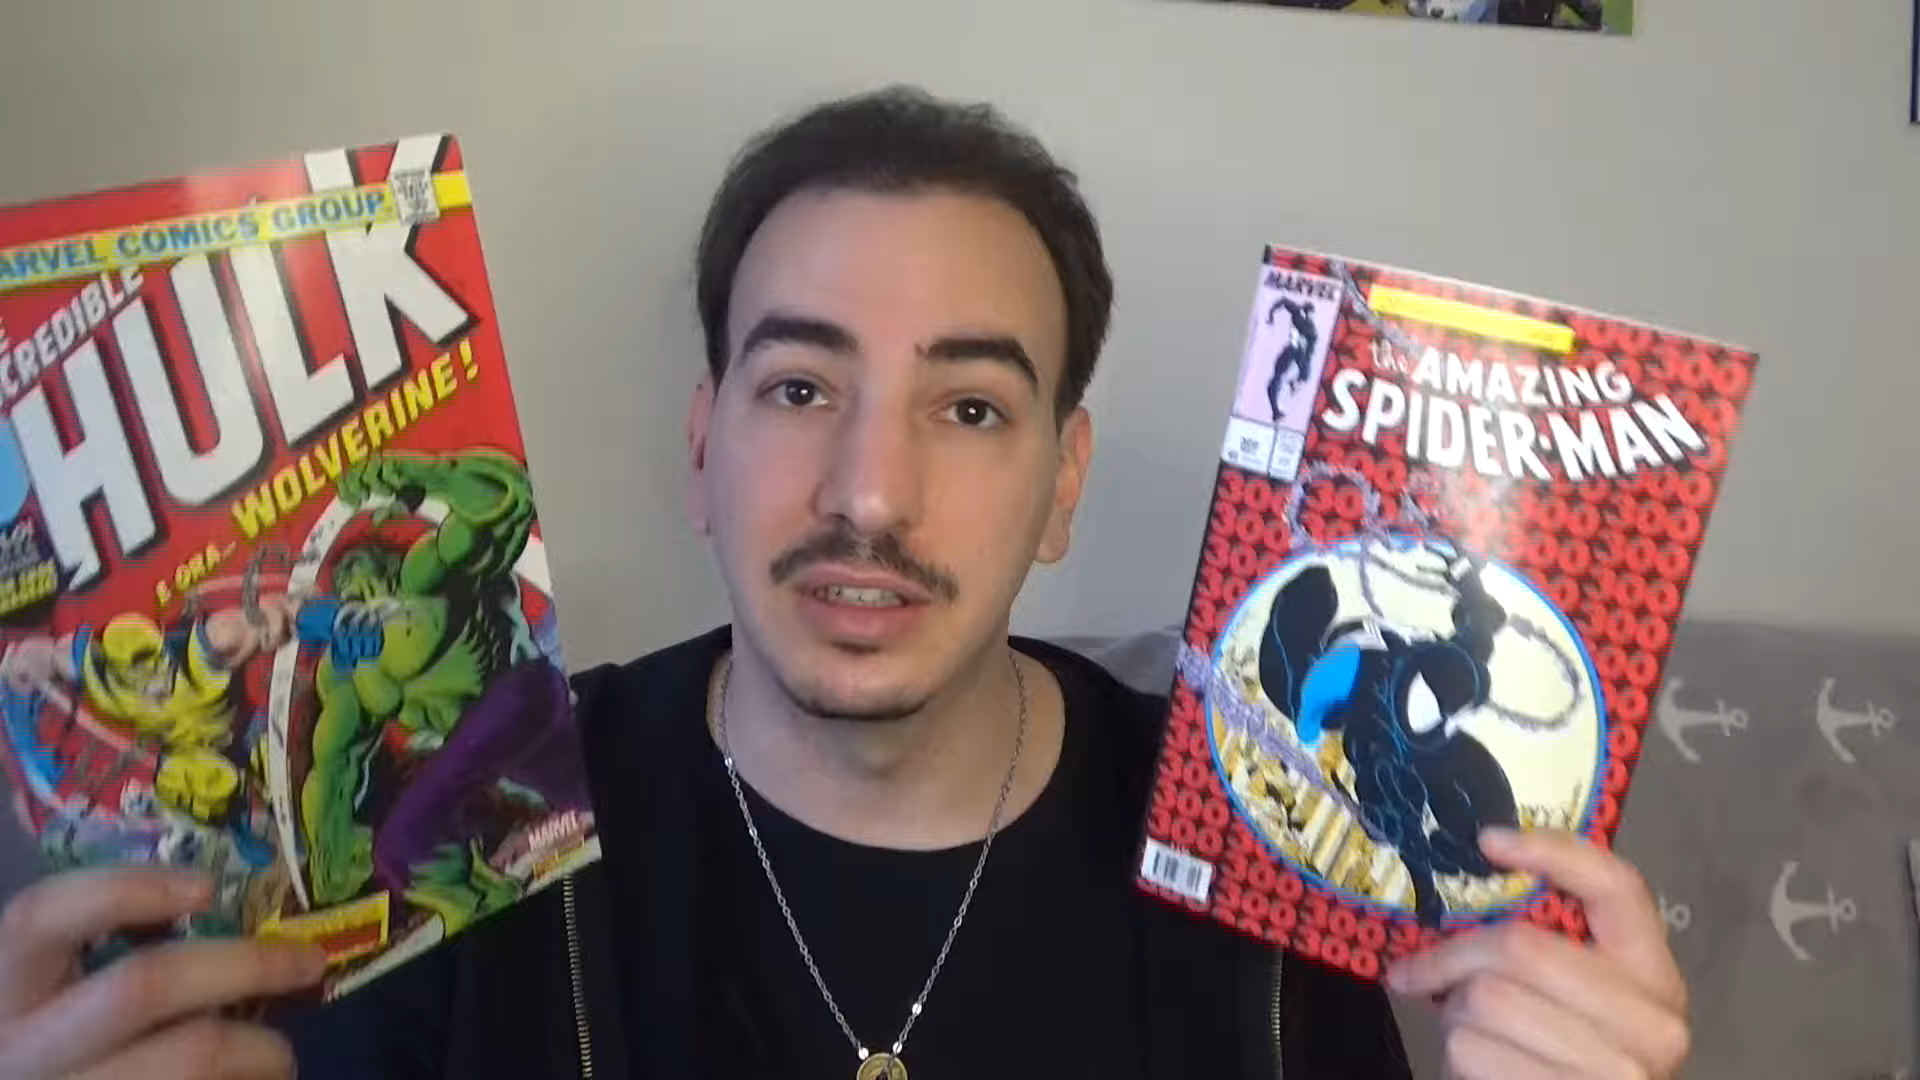 MARVEL COMICS GROUP
CREDIBLE
HULK
E ORA... WOLVERINE!
MARVEL
MARVEL
the AMAZING
SPIDER-MAN
300